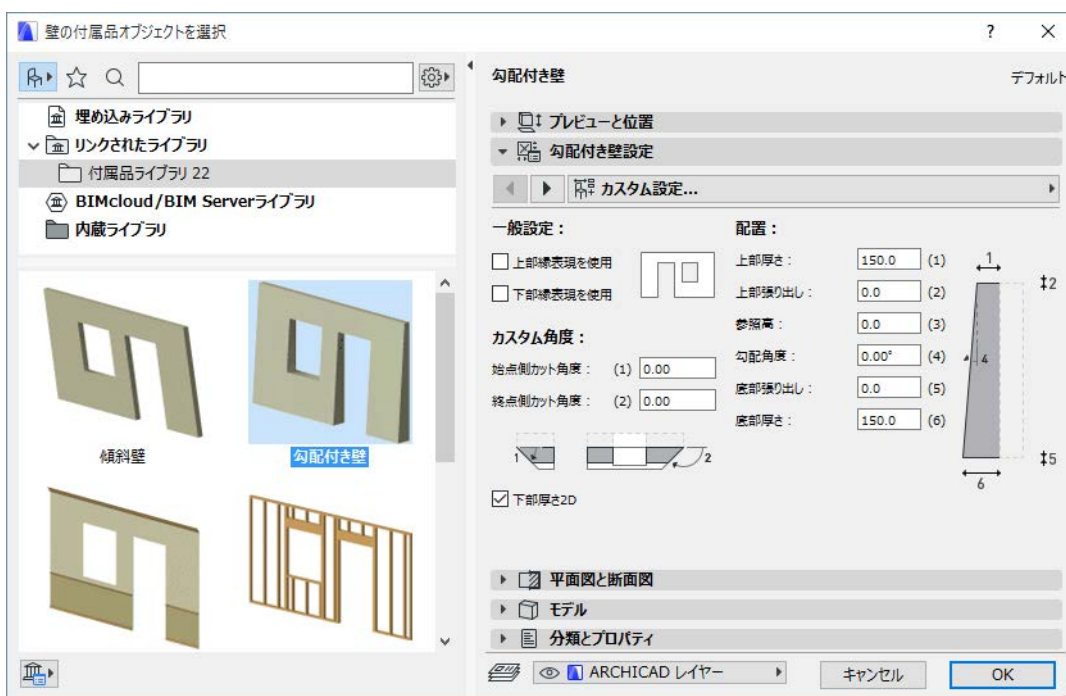 壁の付属品オブジェクトを選択
?
埋め込みライブラリ
リンクされたライブラリ
付属品ライブラリ 22
BIMcloud/BIM Serverライブラリ
内蔵ライブラリ
傾斜壁
勾配付き壁
勾配付き壁
デフォルト
プレビューと位置
勾配付き壁設定
カスタム設定...
一般設定：
上部縁表現を使用
下部縁表現を使用
カスタム角度：
始点側カット角度： (1) 0.00
終点側カット角度： (2) 0.00
1
2
下部厚さ2D
配置：
上部厚さ： 150.0 (1)
上部張り出し： 0.0 (2)
参照高： 0.0 (3)
勾配角度： 0.00° (4)
底部張り出し： 0.0 (5)
底部厚さ： 150.0 (6)
1
2
4
5
6
平面図と断面図
モデル
分類とプロパティ
ARCHICAD レイヤー
キャンセル
OK